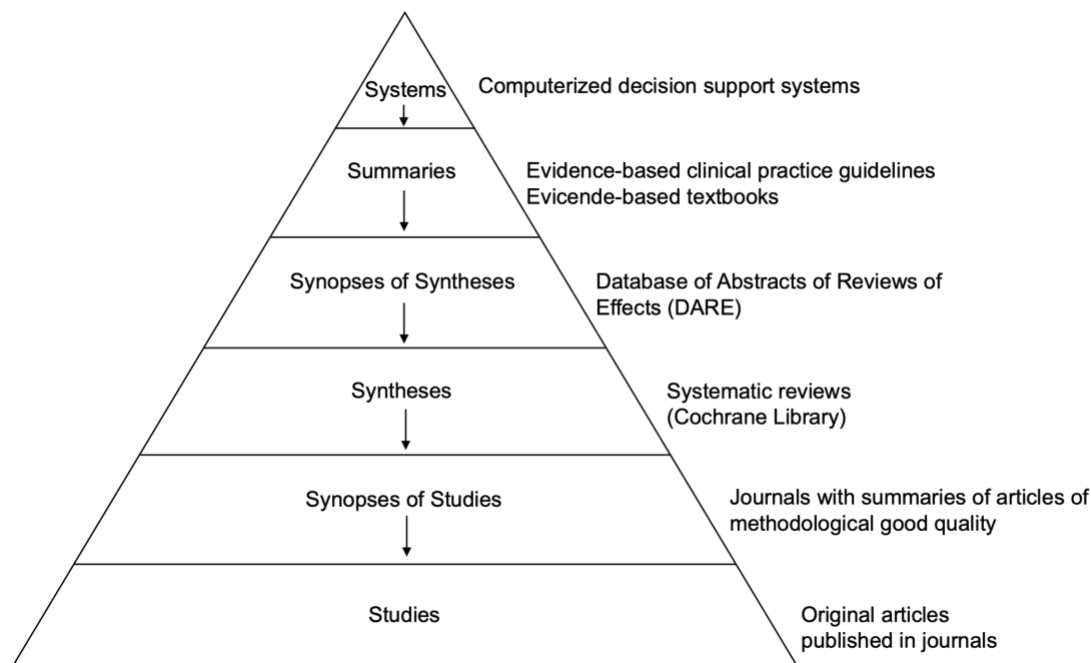 Systems
Computerized decision support systems
Summaries
Evidence-based clinical practice guidelines
Evicende-based textbooks
Synopses of Syntheses
Database of Abstracts of Reviews of
Effects (DARE)
Syntheses
Systematic reviews
(Cochrane Library)
Synopses of Studies
Journals with summaries of articles of
methodological good quality
Studies
Original articles
published in journals